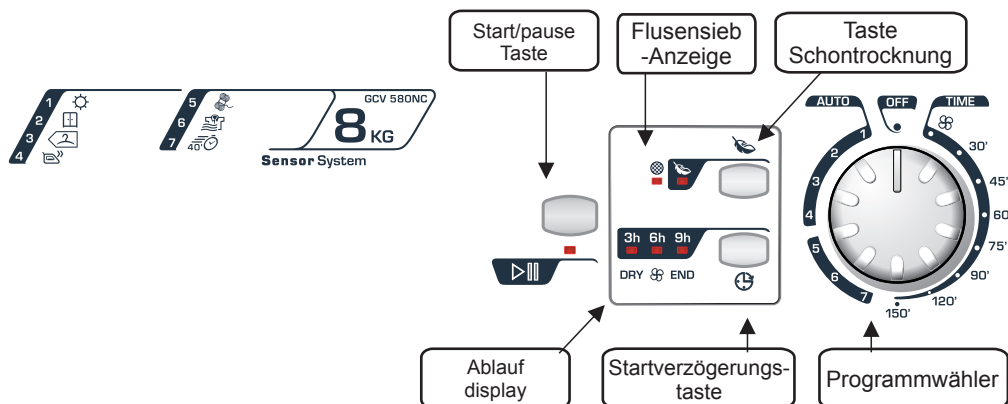 Start/pause
Taste
Flusensieb
-Anzeige
Taste
Schontrocknung
1
2
3
4
5
6
7
40'
GCV 580NC
8 KG
Sensor System
AUTO
OFF
TIME
1
2
3
4
5
6
7
30'
45'
60'
75'
90'
120'
150'
3h 6h 9h
DRY END
Ablauf
display
Startverzögerungs-
taste
Programmwähler